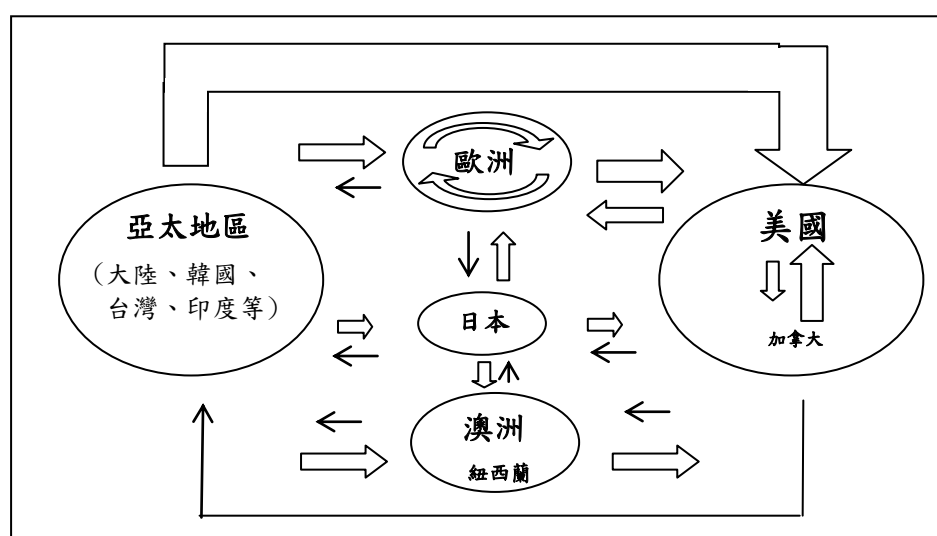 歐洲
亞太地區
（大陸、韓國、
台灣、印度等）
美國
加拿大
日本
澳洲
紐西蘭